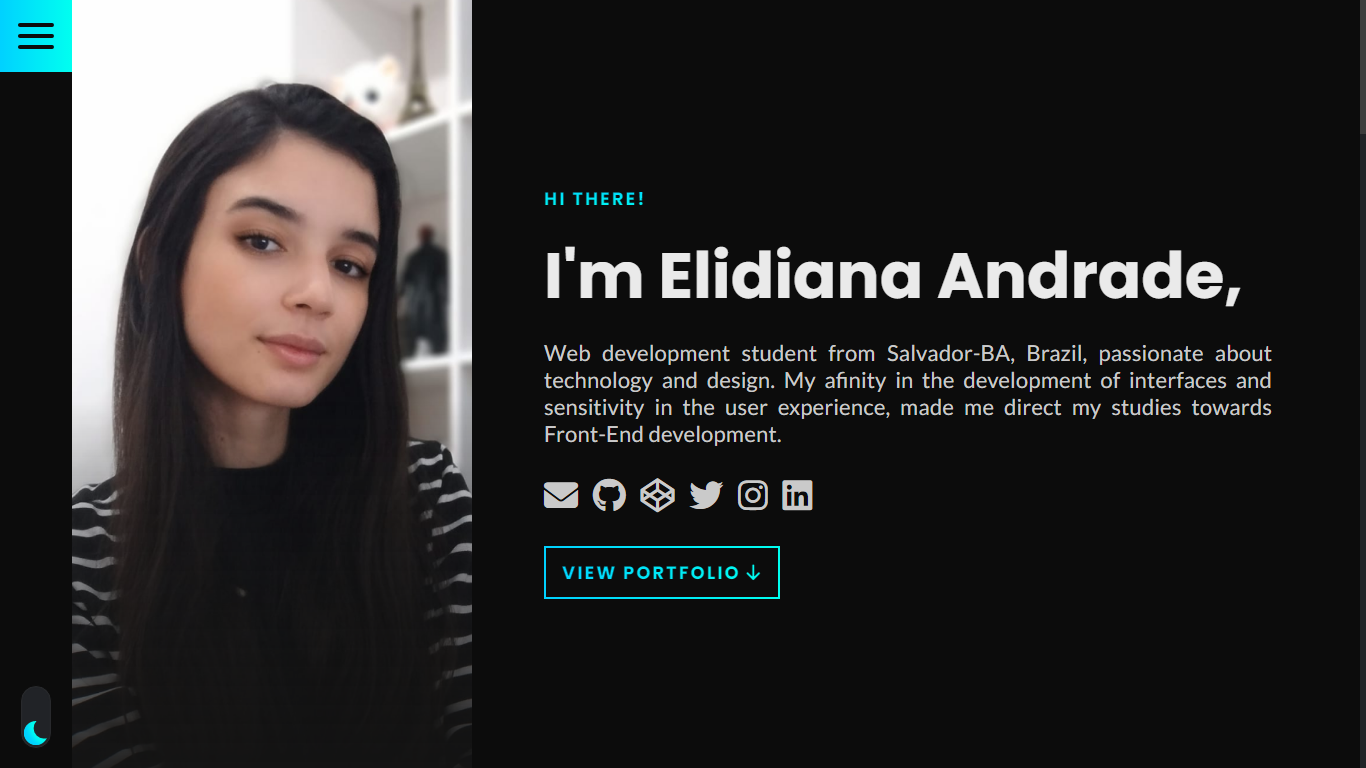 HI THERE!
I'm Elidiana Andrade,
Web development student from Salvador-BA, Brazil, passionate about
technology and design. My afinity in the development of interfaces and
sensitivity in the user experience, made me direct my studies towards
Front-End development.
in
VIEW PORTFOLIO ↓